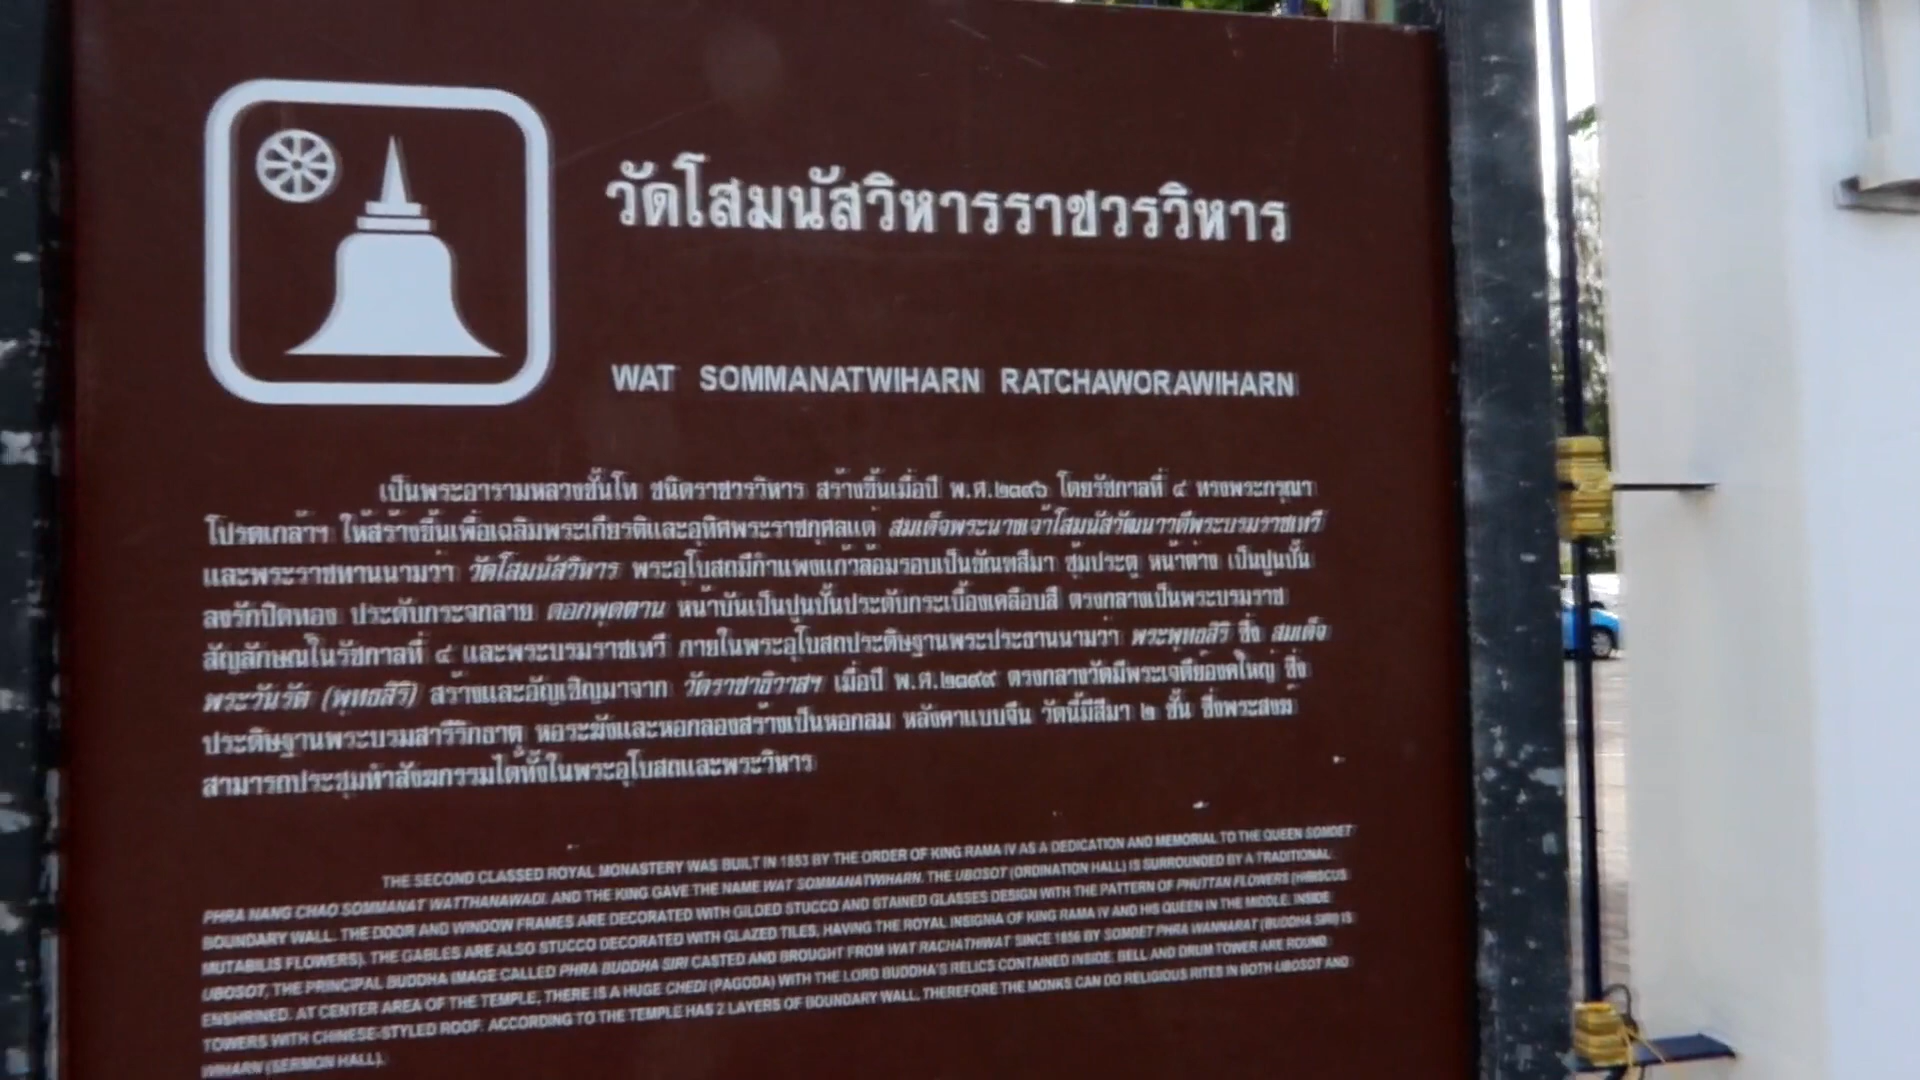 วัดโสมนัสวิหารราชวรวิหาร
WAT SOMMANATWIHARN RATCHAWORAWIHARN
เป็นพระอารามหลวงชั้นโท ชนิดราชวรวิหาร สร้างขึ้นเมื่อปี พ.ศ.๒๓๙๖ โดยรัชกาลที่ ๔ ทรงพระกรุณา
โปรดเกล้าฯ ให้สร้างขึ้นเพื่อเฉลิมพระเกียรติและอุทิศพระราชกุศลแด่ สมเด็จพระนางเจ้าโสมนัสวัฒนาวดีพระบรมราชเทวี
และพระราชทานนามว่า วัดโสมนัสวิหาร พระอุโบสถมีกำแพงแก้วล้อมรอบเป็นขัณฑสีมา ซุ้มประตู หน้าต่าง เป็นปูนปั้น
ลงรักปิดทอง ประดับกระจกลาย ดอกพุดตาน หน้าบันเป็นปูนปั้นประดับกระเบื้องเคลือบสี ตรงกลางเป็นพระบรมราช
สัญลักษณ์ในรัชกาลที่ ๔ และพระบรมราชเทวี ภายในพระอุโบสถประดิษฐานพระประธานนามว่า พระพุทธสิริ ซึ่ง สมเด็จ
พระวันรัต (พุทธสิริ) สร้างและอัญเชิญมาจาก วัดราชาธิวาสฯ เมื่อปี พ.ศ.๒๓๙๙ ตรงกลางวัดมีพระเจดีย์องค์ใหญ่ ซึ่ง
ประดิษฐานพระบรมสารีริกธาตุ หอระฆังและหอกลองสร้างเป็นหอกลม หลังคาแบบจีน วัดนี้มีสีมา ๒ ชั้น ซึ่งพระสงฆ์
สามารถประชุมทำสังฆกรรมได้ทั้งในพระอุโบสถและพระวิหาร
THE SECOND CLASSED ROYAL MONASTERY WAS BUILT IN 1853 BY THE ORDER OF KING RAMA IV AS A DEDICATION AND MEMORIAL TO THE QUEEN SOMDET
PHRA NANG CHAO SOMMANAT WATTHANAWADI. AND THE KING GAVE THE NAME WAT SOMMANATWIHARN. THE UBOSOT (ORDINATION HALL) IS SURROUNDED BY A TRADITIONAL
BOUNDARY WALL. THE DOOR AND WINDOW FRAMES ARE DECORATED WITH GILDED STUCCO AND STAINED GLASSES DESIGN WITH THE PATTERN OF PHUTTAN FLOWERS (HIBISCUS
MUTABILIS FLOWERS). THE GABLES ARE ALSO STUCCO DECORATED WITH GLAZED TILES, HAVING THE ROYAL INSIGNIA OF KING RAMA IV AND HIS QUEEN IN THE MIDDLE. INSIDE
UBOSOT, THE PRINCIPAL BUDDHA IMAGE CALLED PHRA BUDDHA SIRI CASTED AND BROUGHT FROM WAT RACHATHIWAT SINCE 1856 BY SOMDET PHRA WANNARAT (BUDDHA SIRI) IS
ENSHRINED. AT CENTER AREA OF THE TEMPLE, THERE IS A HUGE CHEDI (PAGODA) WITH THE LORD BUDDHA'S RELICS CONTAINED INSIDE. BELL AND DRUM TOWER ARE ROUND
TOWERS WITH CHINESE-STYLED ROOF. ACCORDING TO THE TEMPLE HAS 2 LAYERS OF BOUNDARY WALL. THEREFORE THE MONKS CAN DO RELIGIOUS RITES IN BOTH UBOSOT AND
WIHARN (SERMON HALL).